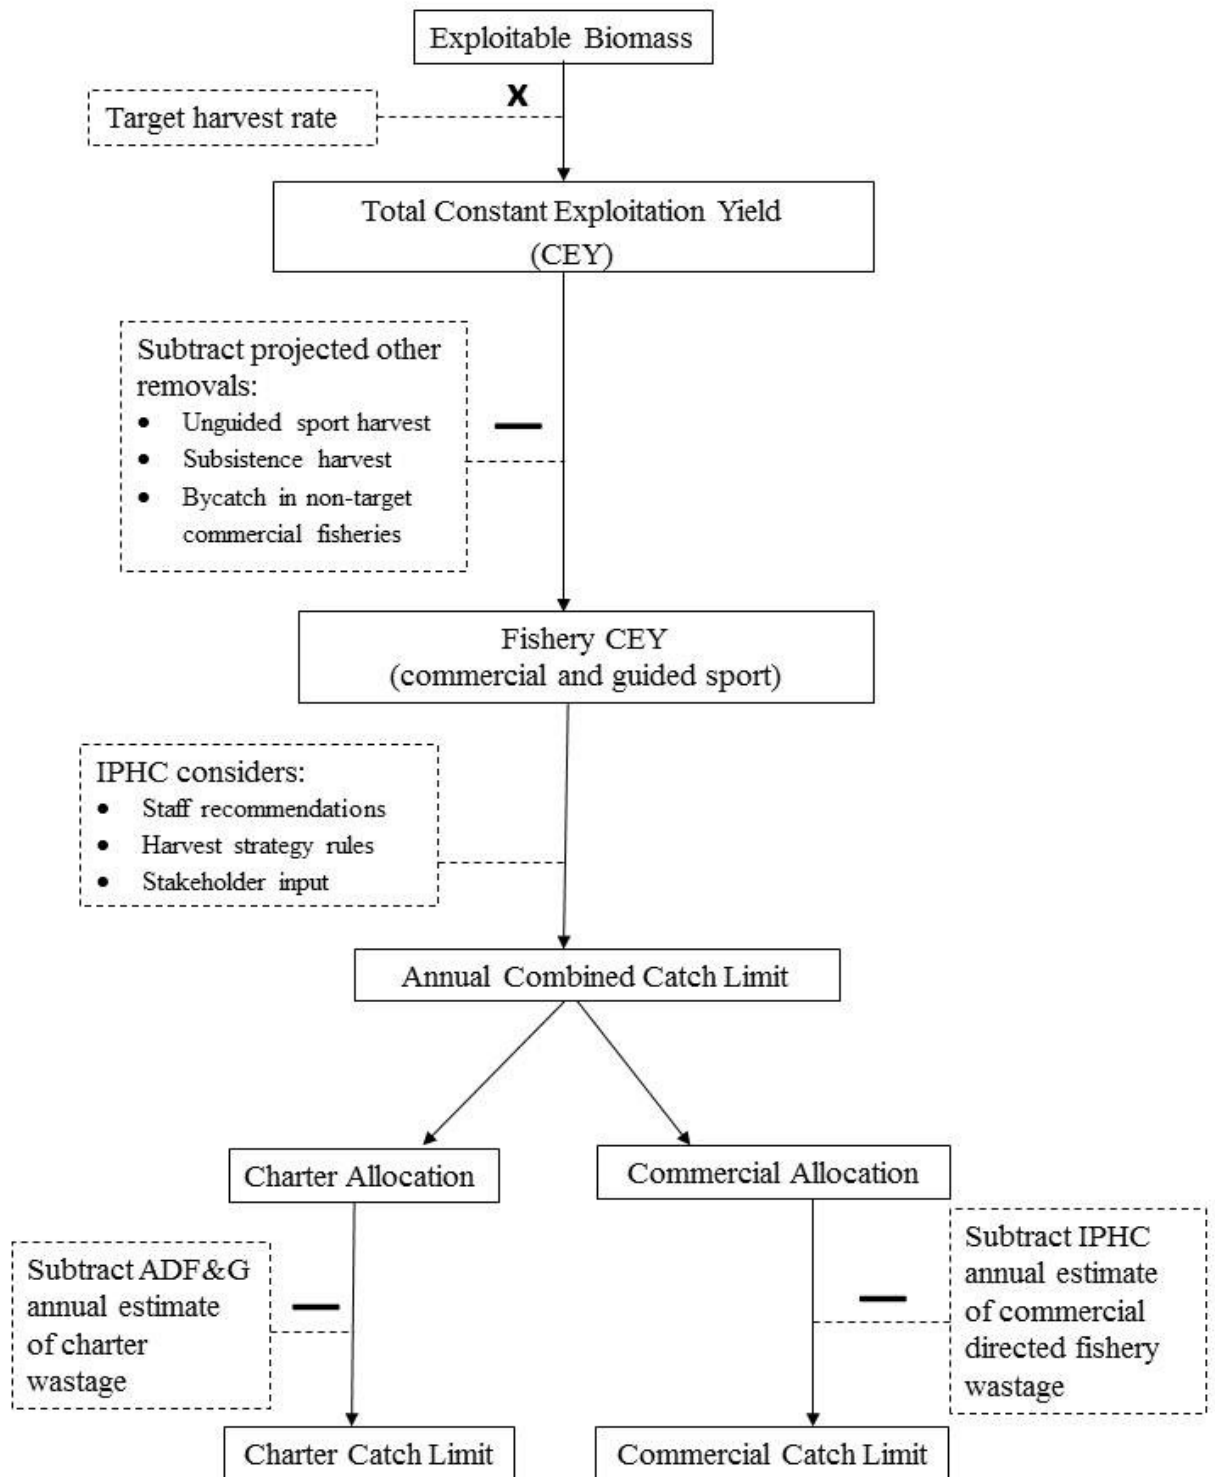 Exploitable Biomass
X
Target harvest rate
Total Constant Exploitation Yield
(CEY)
Subtract projected other
removals:
• Unguided sport harvest
• Subsistence harvest
• Bycatch in non-target
commercial fisheries
—
Fishery CEY
(commercial and guided sport)
IPHC considers:
• Staff recommendations
• Harvest strategy rules
• Stakeholder input
Annual Combined Catch Limit
Charter Allocation
Commercial Allocation
Subtract ADF&G
annual estimate
of charter
wastage
—
—
Subtract IPHC
annual estimate
of commercial
directed fishery
wastage
Charter Catch Limit
Commercial Catch Limit